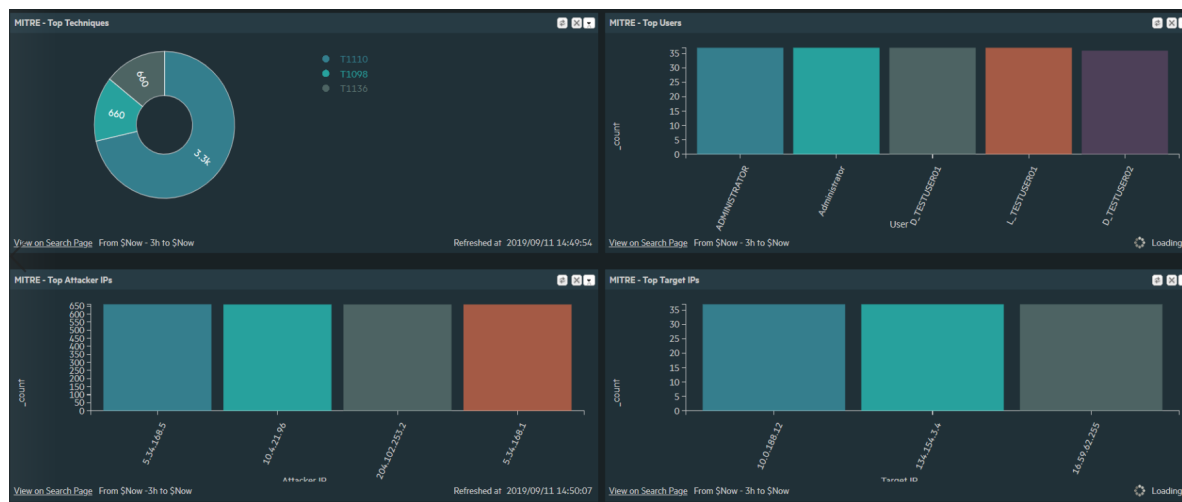 MITRE - Top Techniques
T1110
T1098
T1136
660
660
3.3k
View on Search Page From $Now - 3h to $Now Refreshed at 2019/09/11 14:49:54
MITRE - Top Users
35
30
25
20
15
10
5
0
_count
ADMINISTRATOR
Administrator
D_TESTUSER01
L_TESTUSER01
D_TESTUSER02
User
View on Search Page From $Now - 3h to $Now Loading
MITRE - Top Attacker IPs
650
600
550
500
450
400
350
300
250
200
150
100
50
0
_count
5.34.168.5
10.4.21.96
204.102.253.2
5.34.168.1
Attacker IP
View on Search Page From $Now -3h to $Now Refreshed at 2019/09/11 14:50:07
MITRE - Top Target IPs
35
30
25
20
15
10
5
0
_count
10.0.188.12
134.154.3.4
16.59.62.255
Target IP
View on Search Page From $Now - 3h to $Now Loading